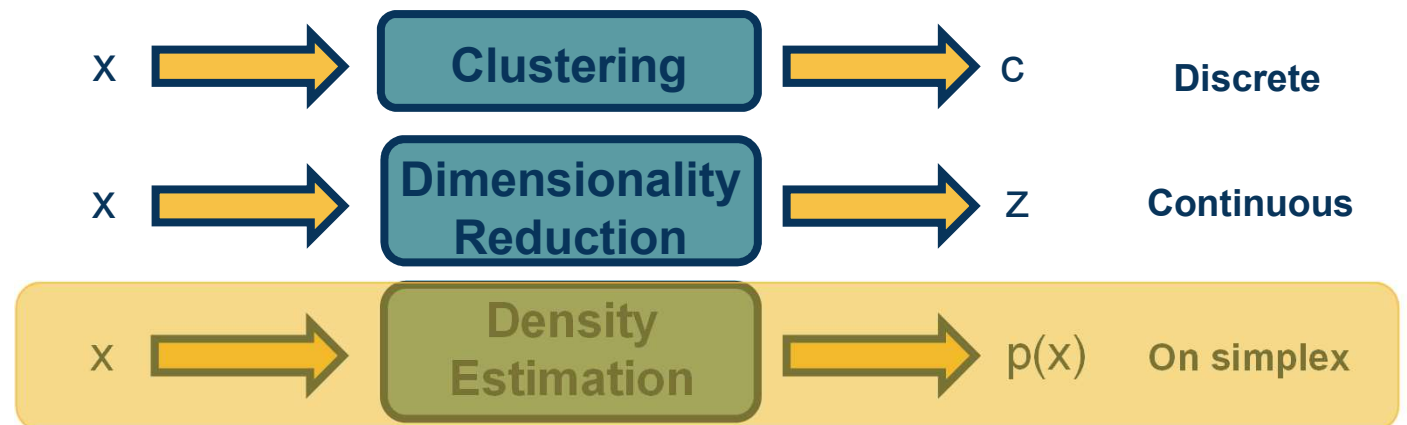 x Clustering c Discrete
x Dimensionality Reduction z Continuous
x Density Estimation p(x) On simplex